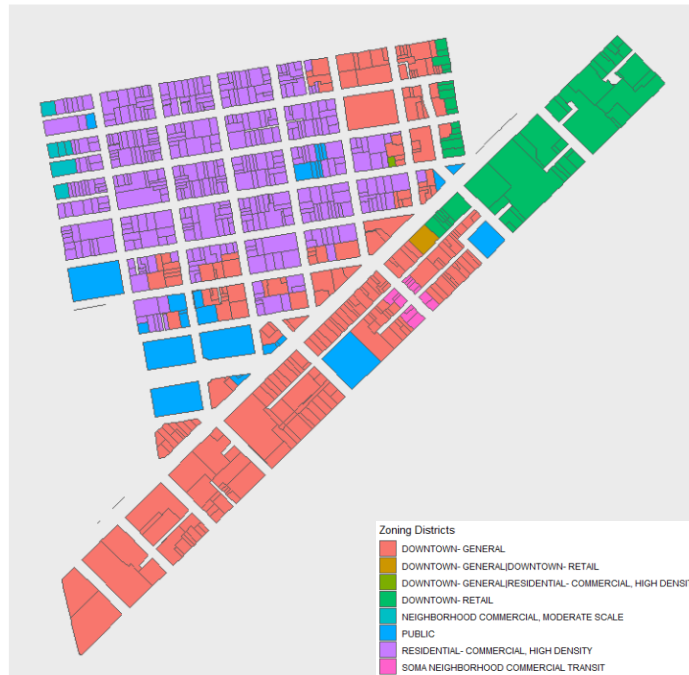 Zoning Districts
DOWNTOWN- GENERAL
DOWNTOWN- GENERAL|DOWNTOWN- RETAIL
DOWNTOWN- GENERAL|RESIDENTIAL- COMMERCIAL, HIGH DENSIT
DOWNTOWN- RETAIL
NEIGHBORHOOD COMMERCIAL, MODERATE SCALE
PUBLIC
RESIDENTIAL- COMMERCIAL, HIGH DENSITY
SOMA NEIGHBORHOOD COMMERCIAL TRANSIT